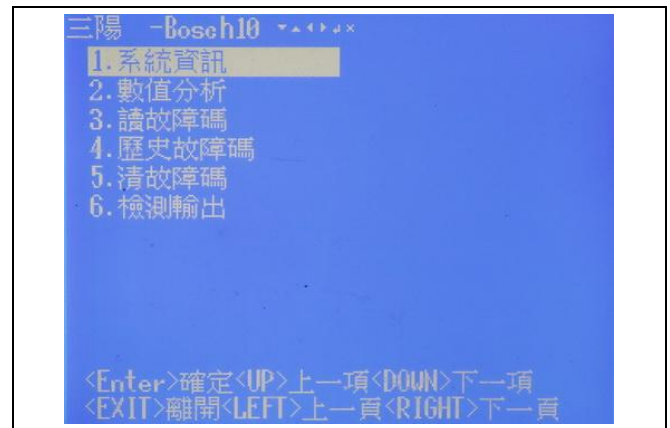 三陽 -Bosch10 ▼▲◀▶↲×
1.系統資訊
2.數值分析
3.讀故障碼
4.歷史故障碼
5.清故障碼
6.檢測輸出
<Enter>確定<UP>上一項<DOWN>下一項
<EXIT>離開<LEFT>上一頁<RIGHT>下一頁